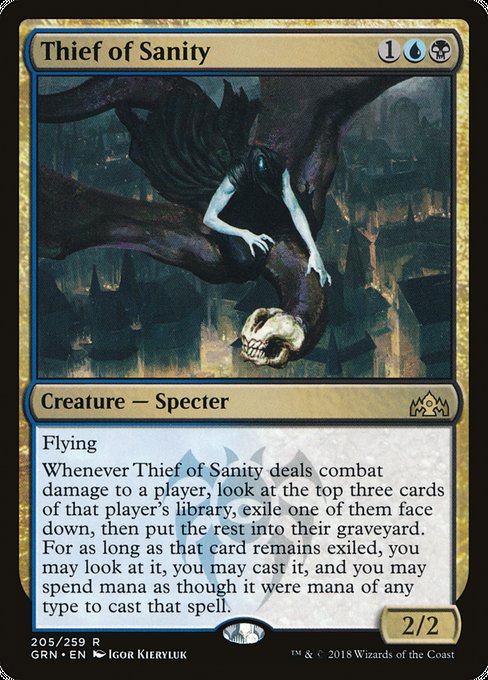 Thief of Sanity 1
Creature — Specter
Flying
Whenever Thief of Sanity deals combat
damage to a player, look at the top three cards
of that player's library, exile one of them face
down, then put the rest into their graveyard.
For as long as that card remains exiled, you
may look at it, you may cast it, and you may
spend mana as though it were mana of any
type to cast that spell.
2/2
205/259 R
GRN • EN Igor Kieryluk ™ & © 2018 Wizards of the Coast